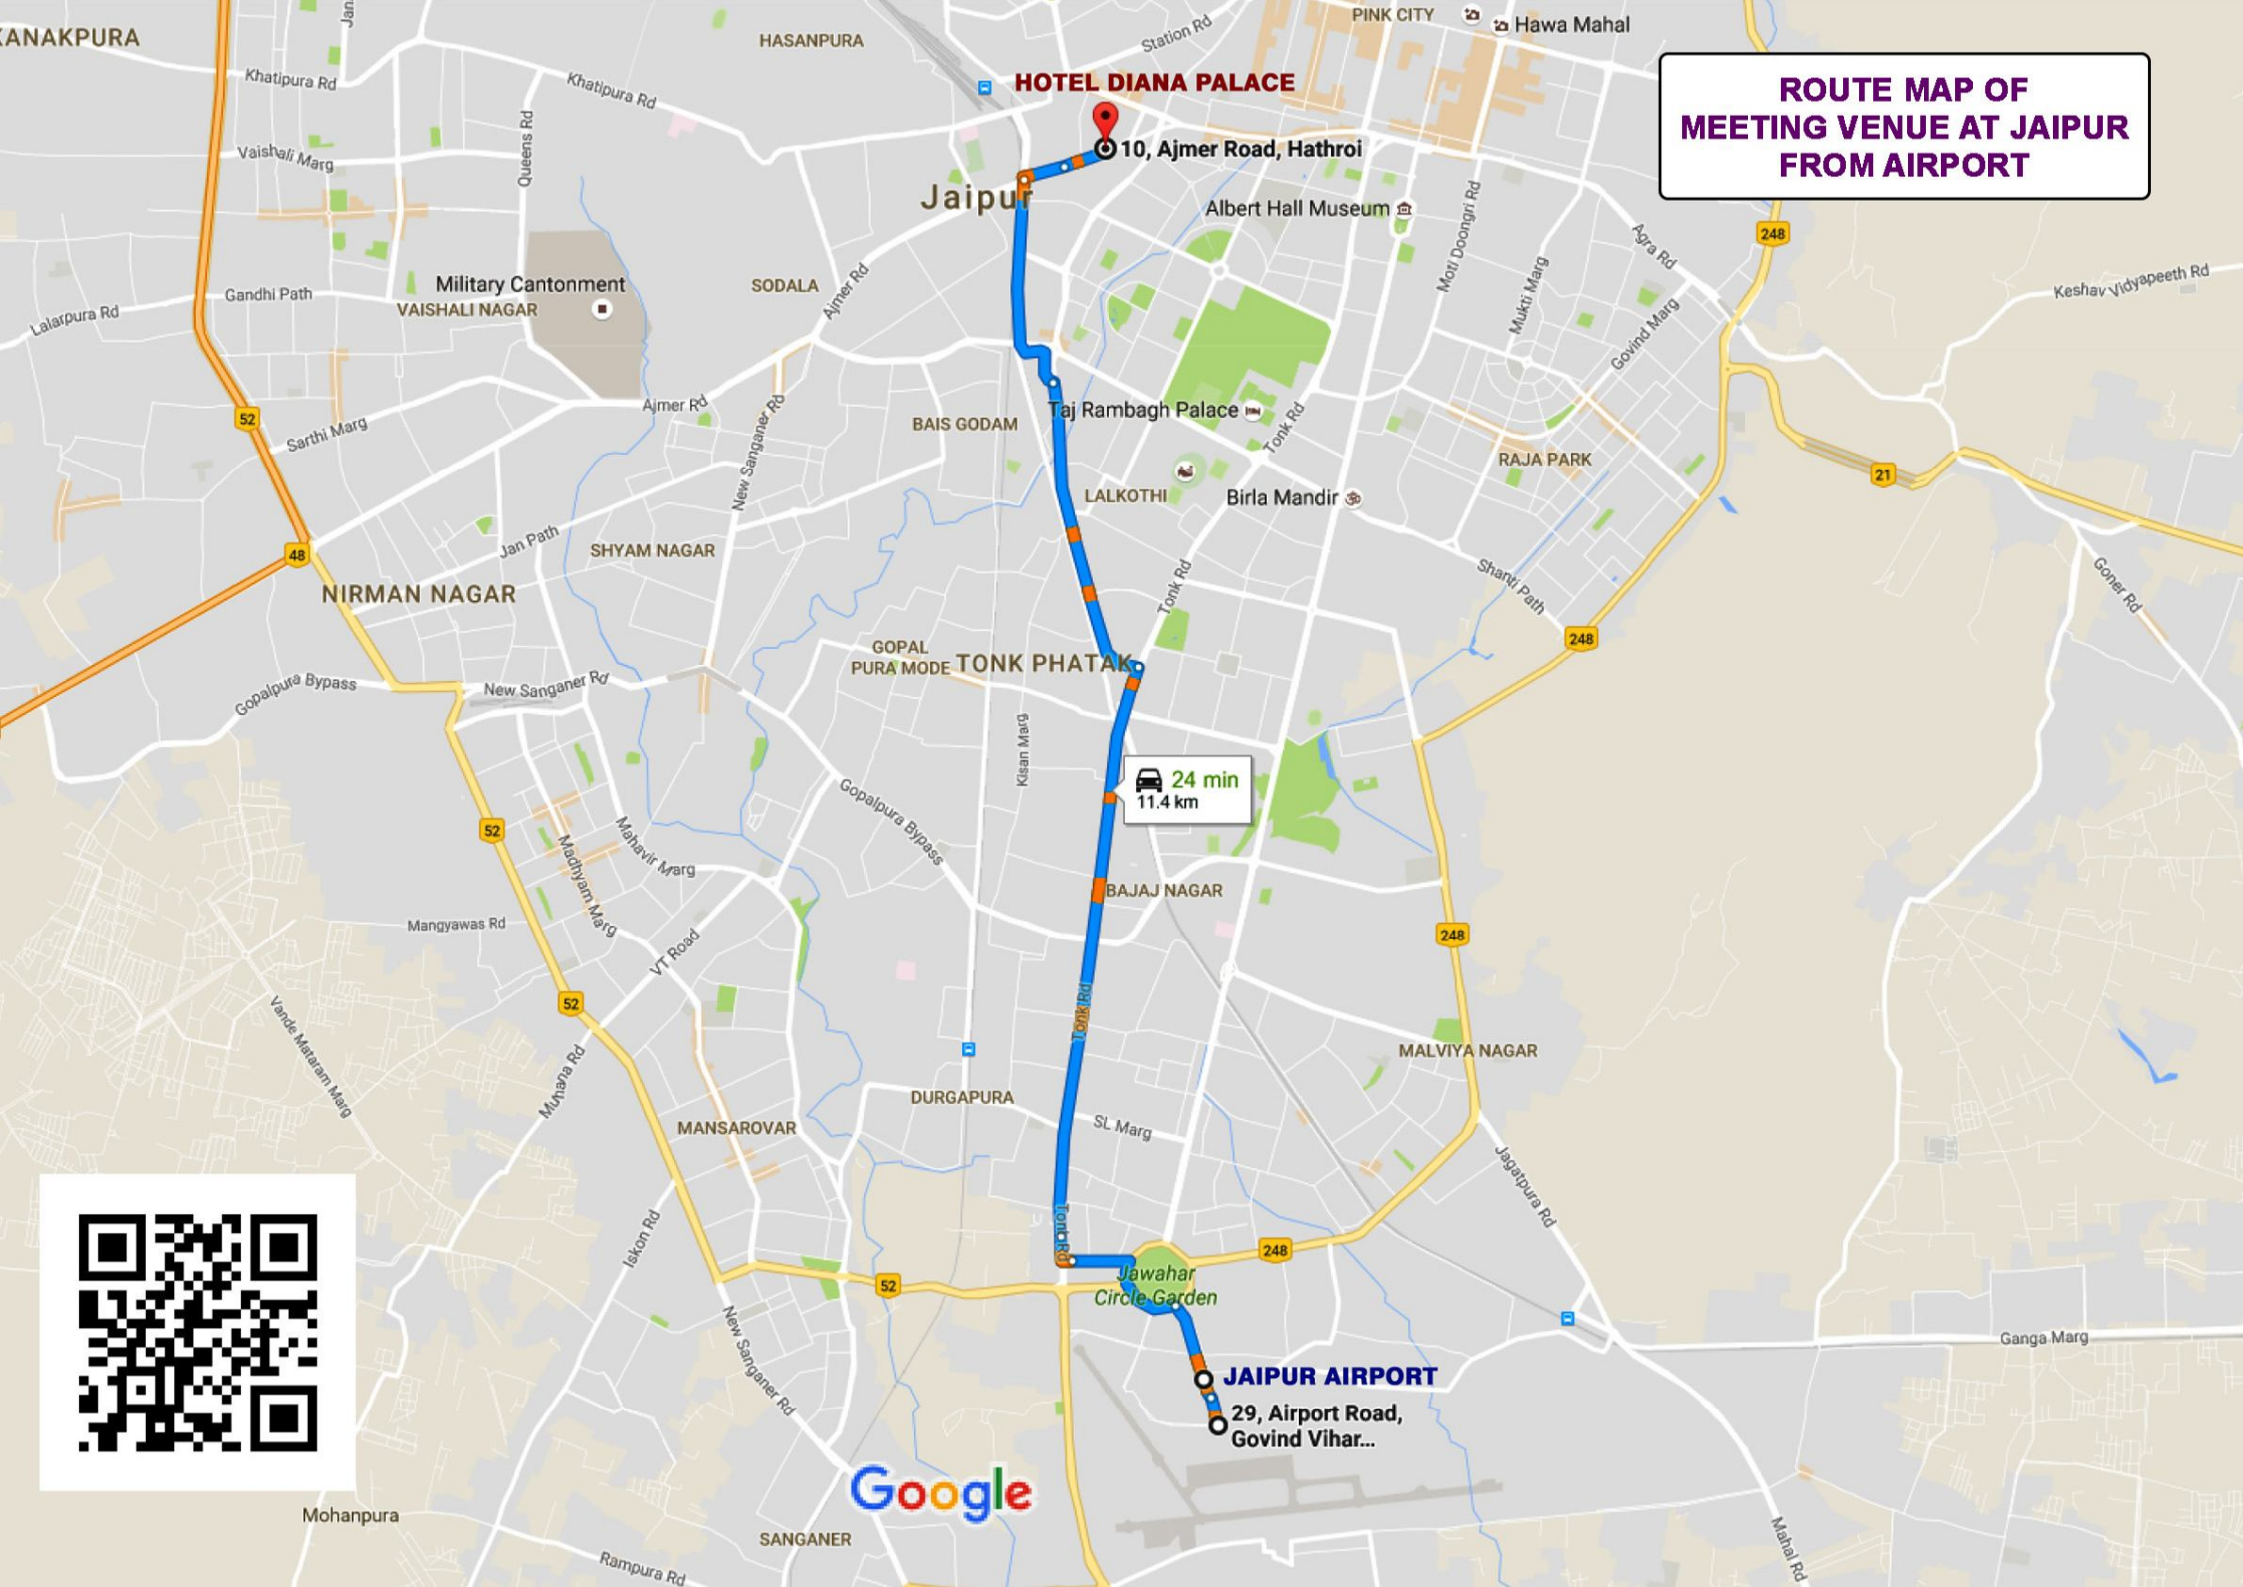 KANAKPURA
HASANPURA
Station Rd
PINK CITY
Hawa Mahal
Khatipura Rd
Khatipura Rd
HOTEL DIANA PALACE
ROUTE MAP OF
MEETING VENUE AT JAIPUR
FROM AIRPORT
Queens Rd
Vaishali Marg
10, Ajmer Road, Hathroi
Jaipur
Albert Hall Museum
Moti Doongri Rd
Agra Rd
248
Military Cantonment
SODALA
Ajmer Rd
Mukti Marg
Keshav Vidyapeeth Rd
Gandhi Path
VAISHALI NAGAR
Lalarpura Rd
Govind Marg
Ajmer Rd
New Sanganer Rd
Taj Rambagh Palace
Tonk Rd
52
Sarthi Marg
BAIS GODAM
RAJA PARK
21
LALKOTHI
Birla Mandir
Jan Path
SHYAM NAGAR
48
Tonk Rd
Shanti Path
Goner Rd
NIRMAN NAGAR
248
GOPAL
PURA MODE
TONK PHATAK
Gopalpura Bypass
New Sanganer Rd
Kisan Marg
24 min
11.4 km
Gopalpura Bypass
52
Mahavir Marg
Madhyam Marg
BAJAJ NAGAR
Mangyawas Rd
VT Road
248
52
Tonk Rd
Vande Mataram Marg
Muhana Rd
MALVIYA NAGAR
DURGAPURA
MANSAROVAR
SL Marg
Jagatpura Rd
Iskon Rd
Tonk Rd
248
Jawahar
Circle Garden
52
New Sanganer Rd
Ganga Marg
JAIPUR AIRPORT
29, Airport Road,
Govind Vihar...
Google
Mohanpura
SANGANER
Mahal Rd
Rampura Rd